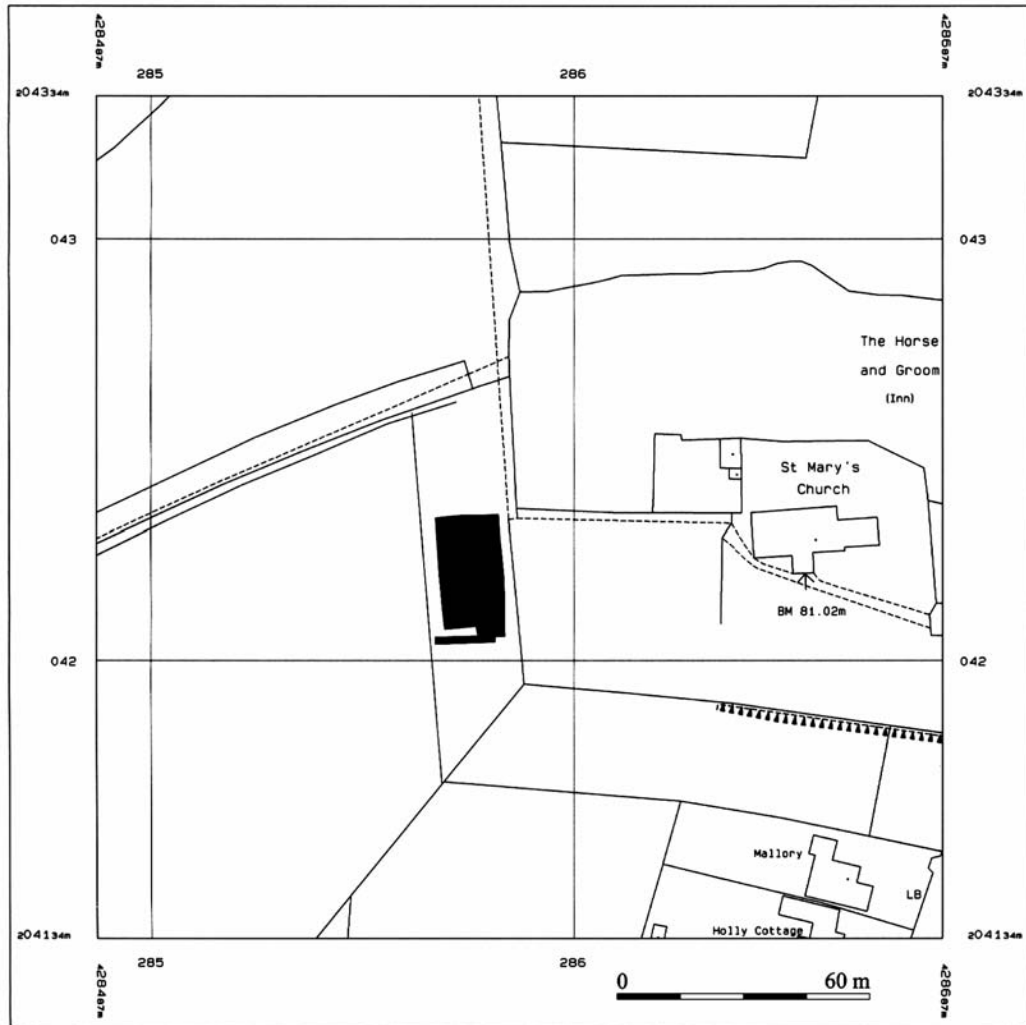 428487m
428687m
285
286
204334m
204334m
043
043
The Horse
and Groom
(Inn)
St Mary's
Church
BM 81.02m
042
042
Mallory
LB
Holly Cottage
204134m
204134m
285
286
0
60 m
428487m
428687m